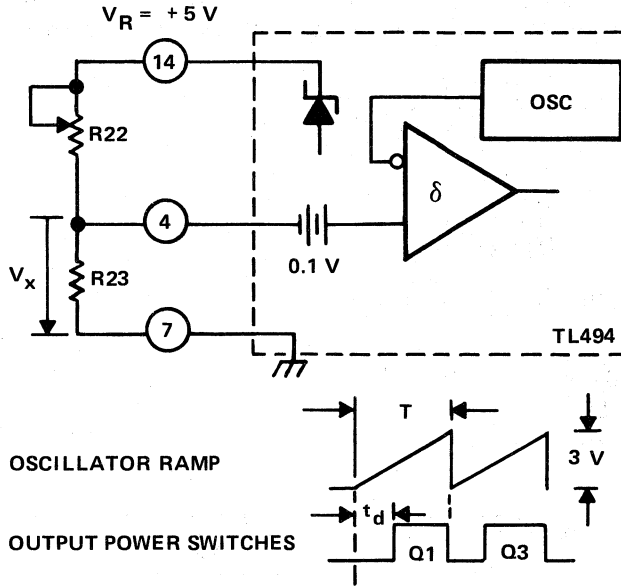 V_R = +5 V
14
OSC
R22
δ
4
0.1 V
V_x
R23
7
TL494
T
OSCILLATOR RAMP
3 V
t_d
OUTPUT POWER SWITCHES
Q1
Q3